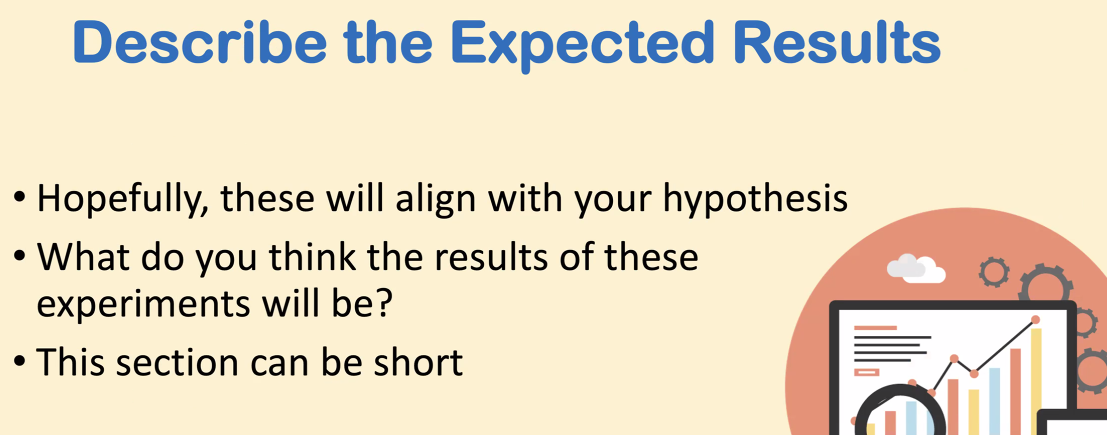 Describe the Expected Results
• Hopefully, these will align with your hypothesis
• What do you think the results of these
experiments will be?
• This section can be short